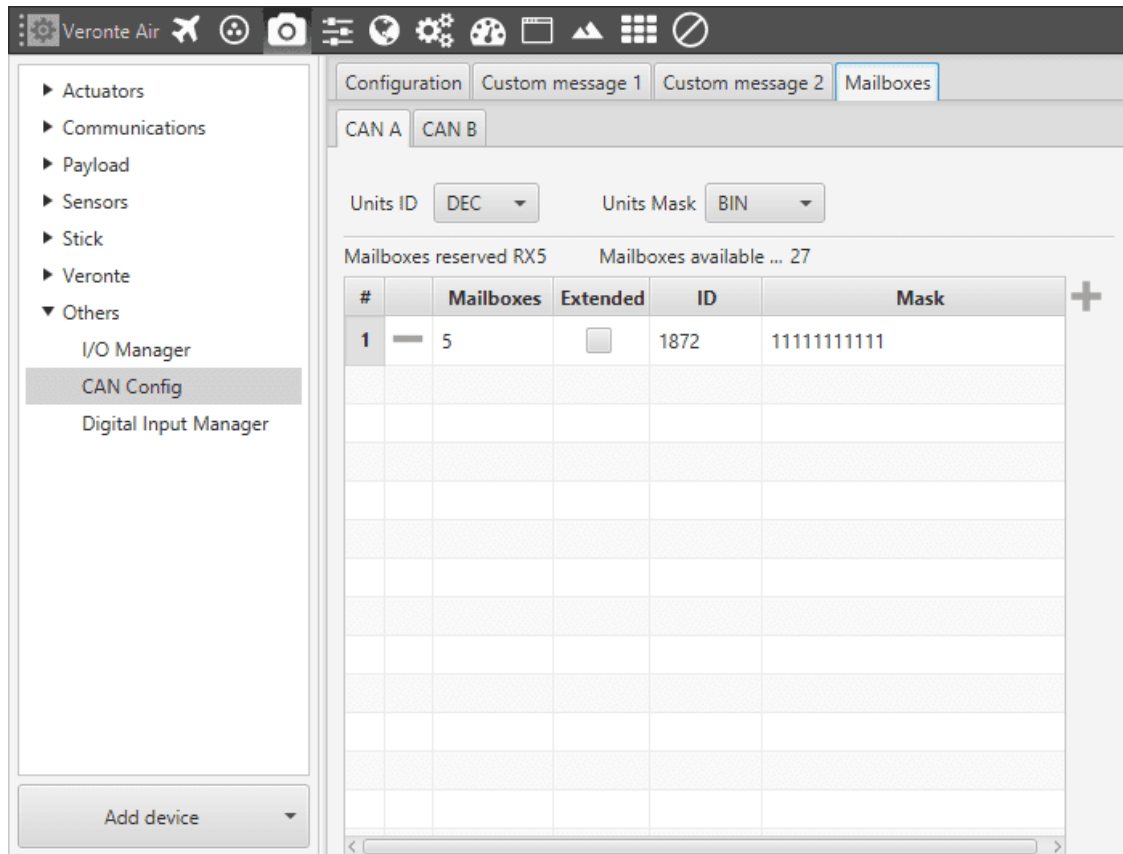 Veronte Air
Actuators
Communications
Payload
Sensors
Stick
Veronte
Others
I/O Manager
CAN Config
Digital Input Manager
Add device
Configuration Custom message 1 Custom message 2 Mailboxes
CAN A CAN B
Units ID DEC Units Mask BIN
Mailboxes reserved RX5 Mailboxes available ... 27
# Mailboxes Extended ID Mask
1 5 1872 11111111111